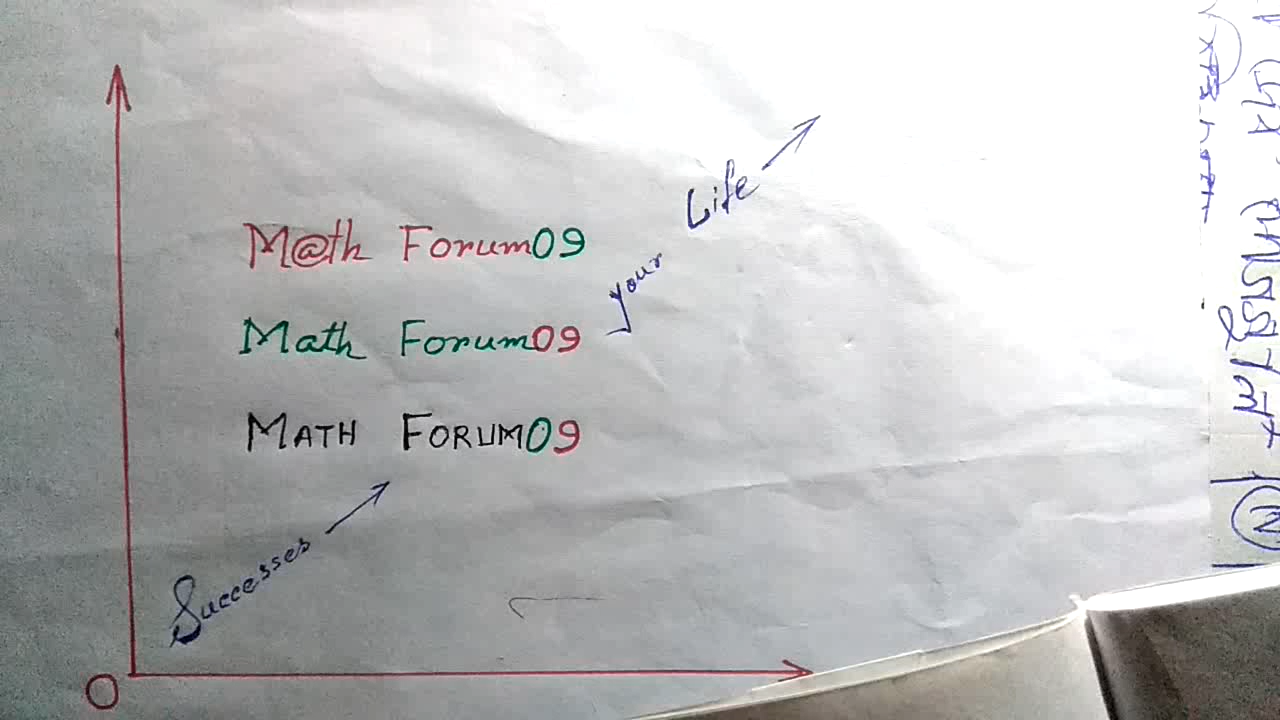 M@th Forum09
Math Forum09
MATH FORUM09
Successes → your Life →
O